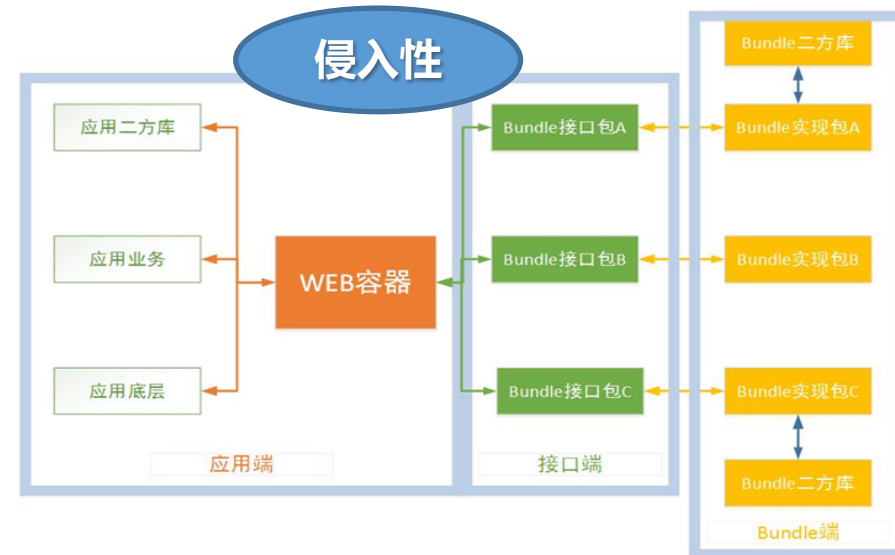 侵入性
应用二方库
应用业务
应用底层
WEB容器
应用端
Bundle接口包A
Bundle接口包B
Bundle接口包C
接口端
Bundle二方库
Bundle实现包A
Bundle实现包B
Bundle实现包C
Bundle二方库
Bundle端